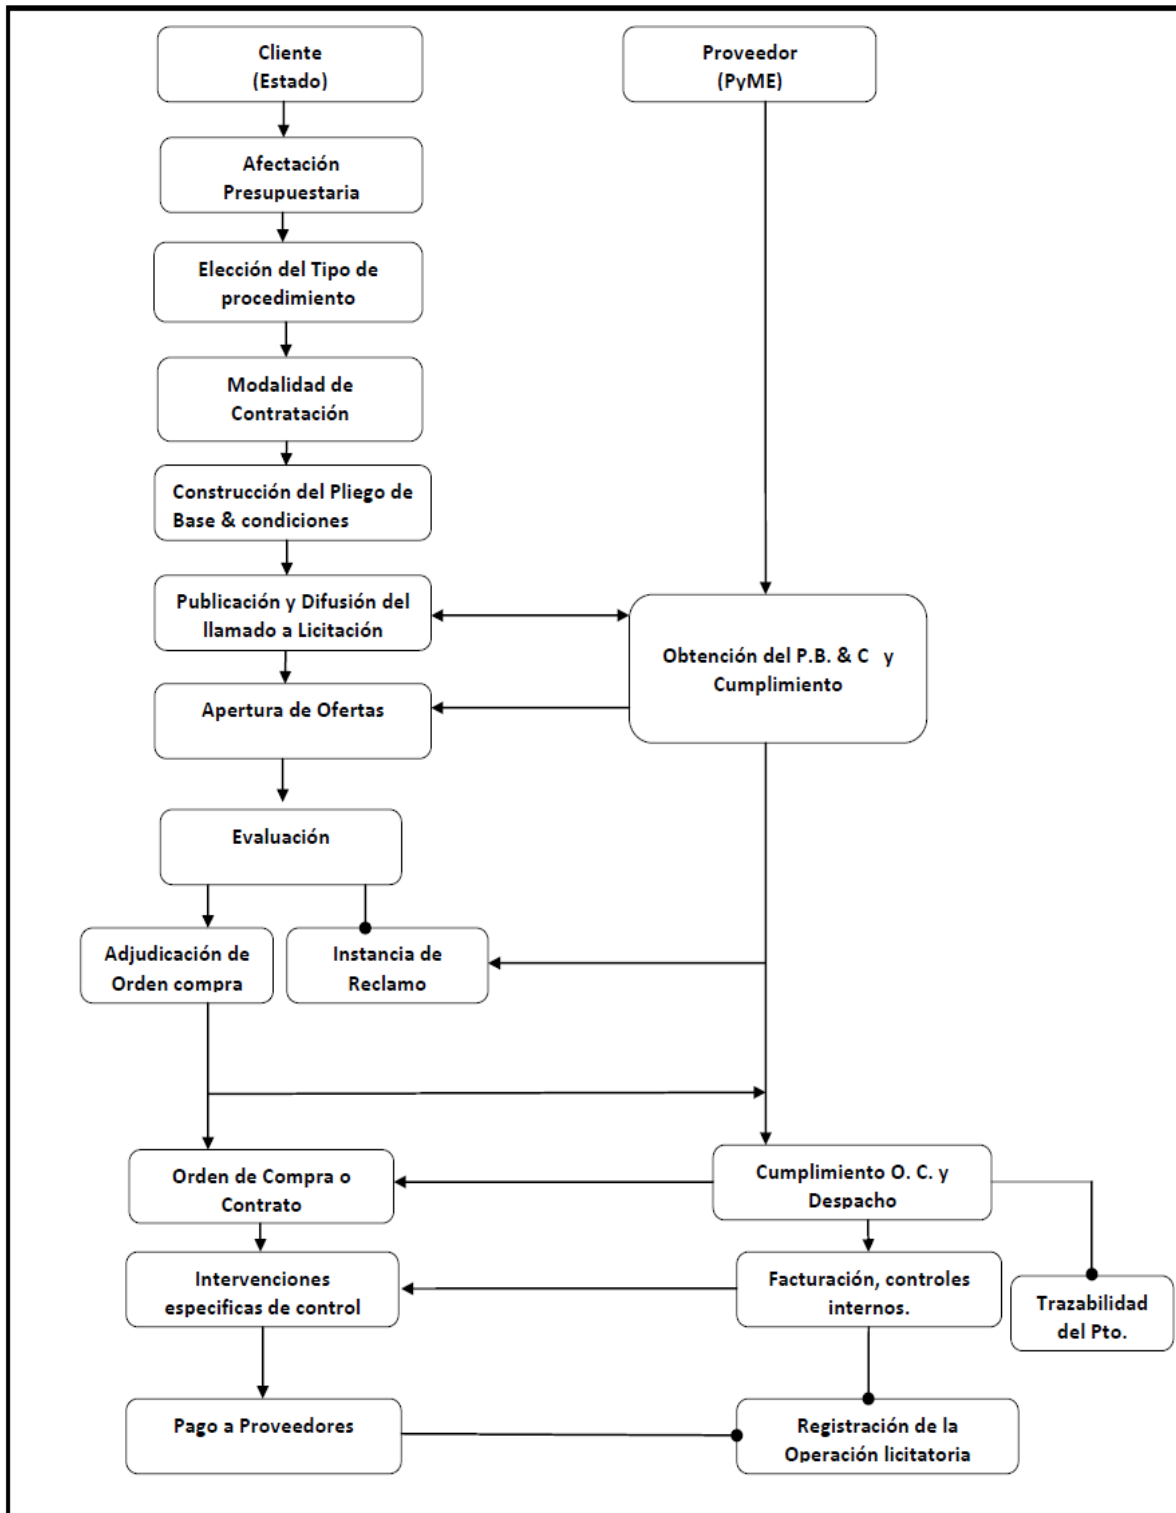 Cliente
(Estado)
Proveedor
(PyME)
Afectación
Presupuestaria
Elección del Tipo de
procedimiento
Modalidad de
Contratación
Construcción del Pliego de
Base & condiciones
Publicación y Difusión del
llamado a Licitación
Obtención del P.B. & C y
Cumplimiento
Apertura de Ofertas
Evaluación
Adjudicación de
Orden compra
Instancia de
Reclamo
Orden de Compra o
Contrato
Cumplimiento O. C. y
Despacho
Intervenciones
especificas de control
Facturación, controles
internos.
Trazabilidad
del Pto.
Pago a Proveedores
Registración de la
Operación licitatoria